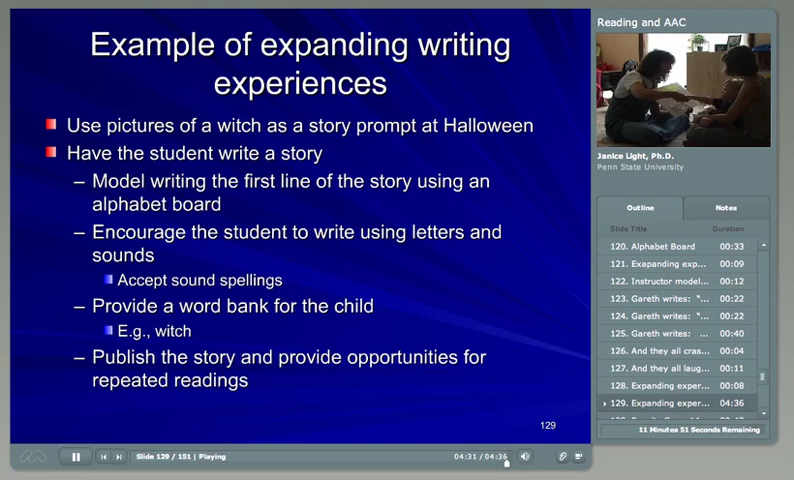 Example of expanding writing
experiences
Use pictures of a witch as a story prompt at Halloween
Have the student write a story
– Model writing the first line of the story using an
alphabet board
– Encourage the student to write using letters and
sounds
Accept sound spellings
– Provide a word bank for the child
E.g., witch
– Publish the story and provide opportunities for
repeated readings
129
Slide 129 / 151 | Playing
04:31 / 04:36
Reading and AAC
Janice Light, Ph.D.
Penn State University
Outline Notes
Slide Title Duration
120. Alphabet Board 00:33
121. Exapanding exp... 00:09
122. Instructor model... 00:12
123. Gareth writes: "... 00:22
124. Gareth writes: "... 00:22
125. Gareth writes: ... 00:40
126. And they all cras... 00:04
127. And they all laug... 00:11
128. Expanding exper... 00:08
129. Expanding exper... 04:36
11 Minutes 51 Seconds Remaining